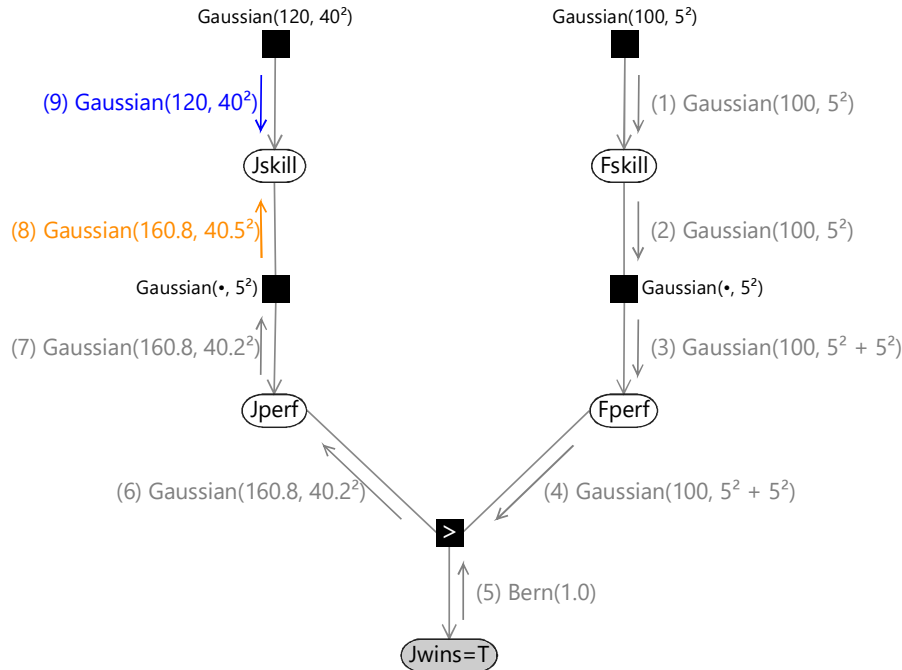 Gaussian(120, 40²)
Gaussian(100, 5²)
(9) Gaussian(120, 40²)
(1) Gaussian(100, 5²)
Jskill
Fskill
(8) Gaussian(160.8, 40.5²)
(2) Gaussian(100, 5²)
Gaussian(•, 5²)
Gaussian(•, 5²)
(7) Gaussian(160.8, 40.2²)
(3) Gaussian(100, 5² + 5²)
Jperf
Fperf
(6) Gaussian(160.8, 40.2²)
(4) Gaussian(100, 5² + 5²)
>
(5) Bern(1.0)
Jwins=T